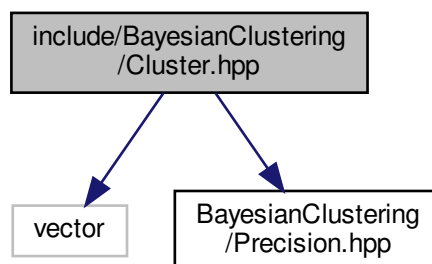 include/BayesianClustering
/Cluster.hpp
vector
BayesianClustering
/Precision.hpp